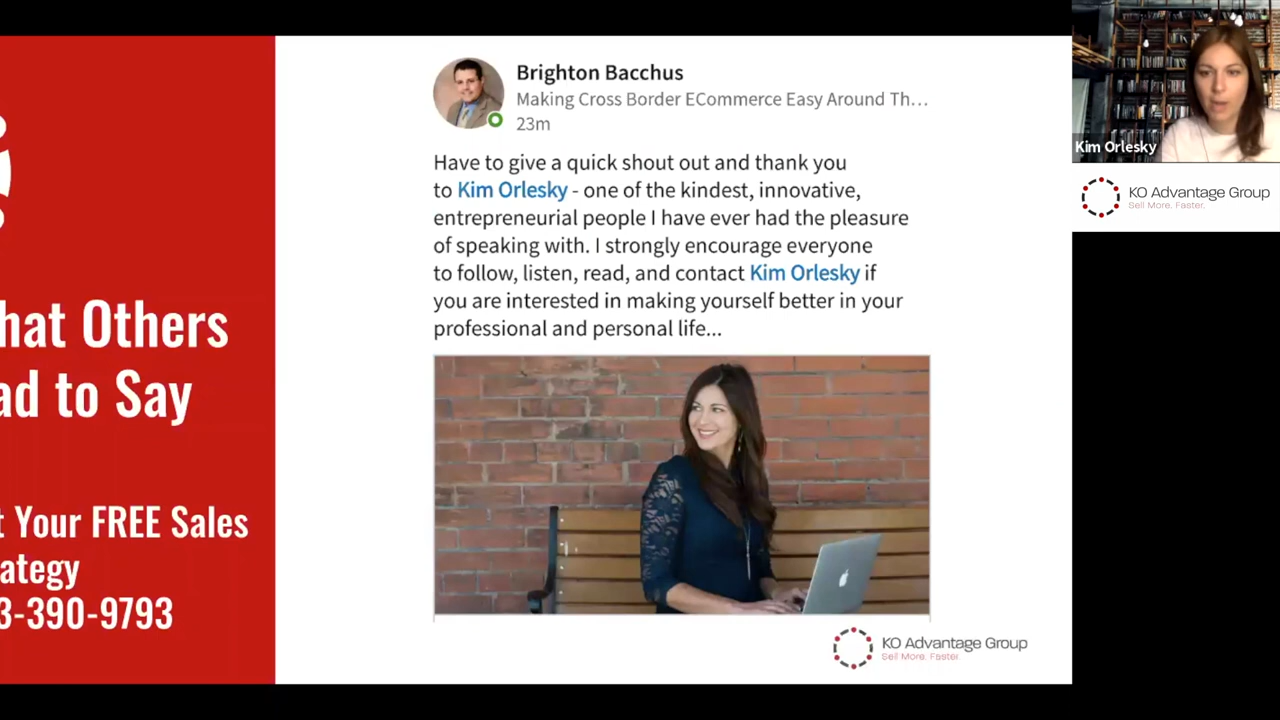 hat Others
ad to Say
t Your FREE Sales
ategy
3-390-9793
Brighton Bacchus
Making Cross Border ECommerce Easy Around Th…
23m
Have to give a quick shout out and thank you
to Kim Orlesky - one of the kindest, innovative,
entrepreneurial people I have ever had the pleasure
of speaking with. I strongly encourage everyone
to follow, listen, read, and contact Kim Orlesky if
you are interested in making yourself better in your
professional and personal life...
KO Advantage Group
Sell More. Faster.
Kim Orlesky
KO Advantage Group
Sell More. Faster.